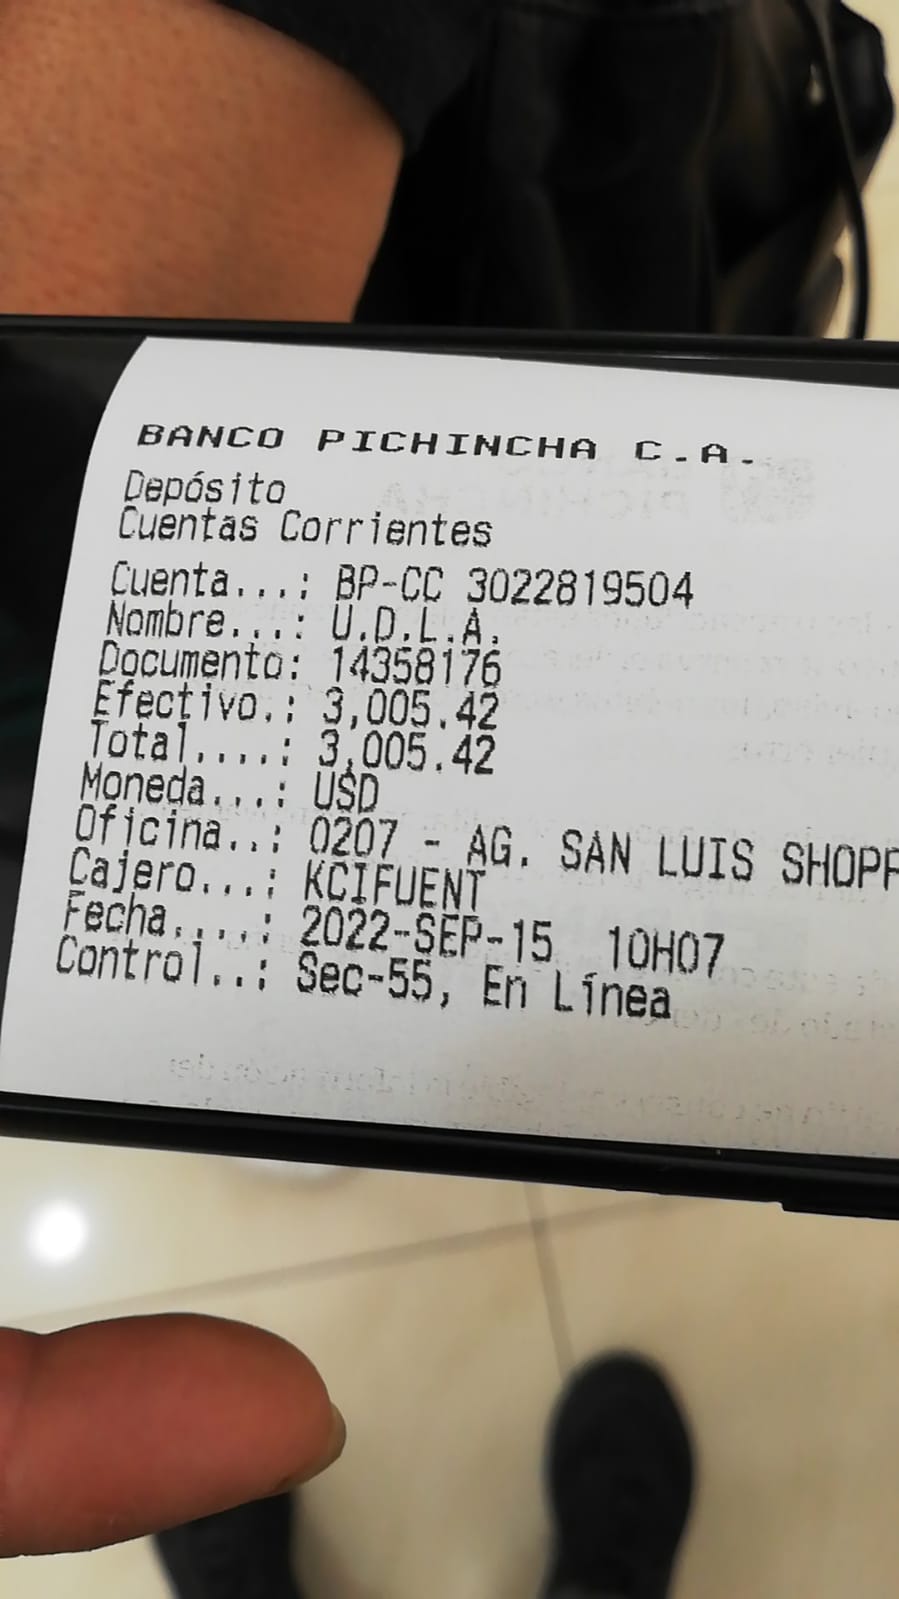 BANCO PICHINCHA C.A.
Depósito
Cuentas Corrientes
Cuenta...: BP-CC 3022819504
Nombre...: U.D.L.A.
Documento: 14358176
Efectivo.: 3,005.42
Total....: 3,005.42
Moneda...: USD
Oficina..: 0207 - AG. SAN LUIS SHOPP
Cajero...: KCIFUENT
Fecha....: 2022-SEP-15 10H07
Control..: Sec-55, En Línea